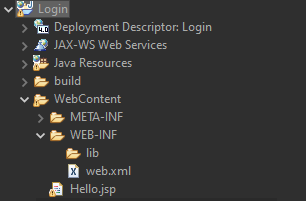 Login
Deployment Descriptor: Login
JAX-WS Web Services
Java Resources
build
WebContent
META-INF
WEB-INF
lib
web.xml
Hello.jsp